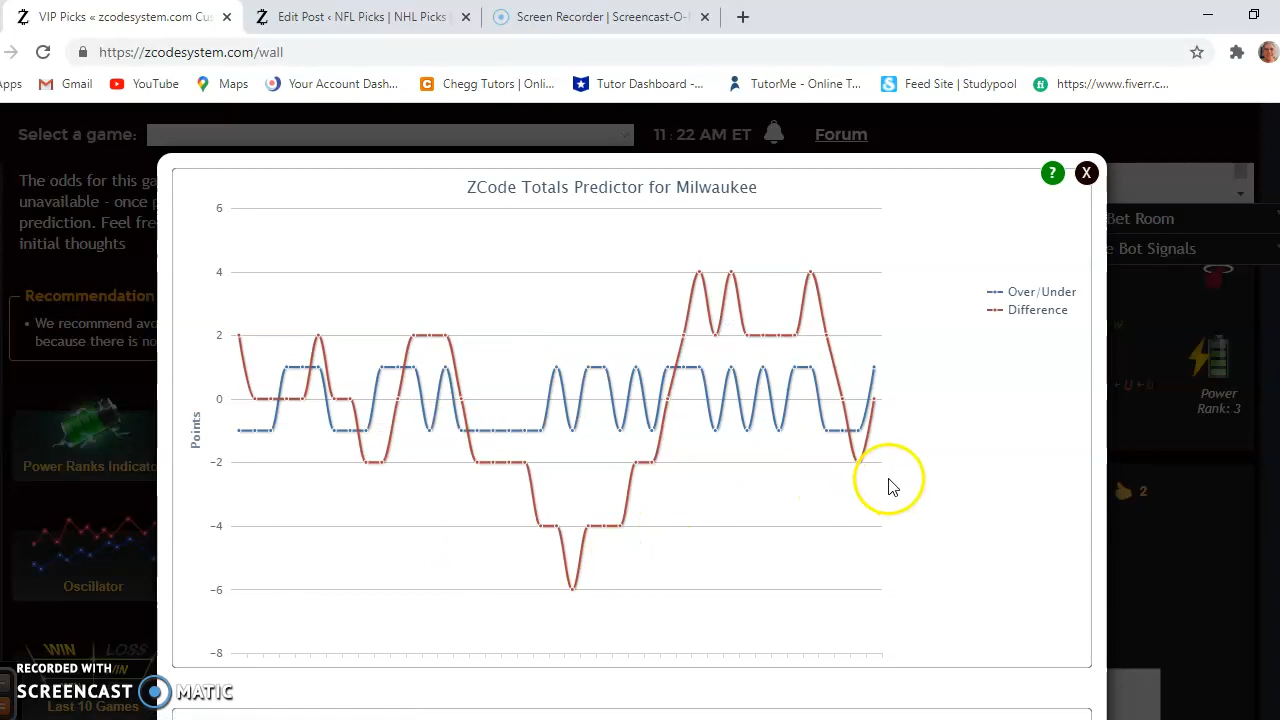 VIP Picks « zcodesystem.com Cus
Edit Post ‹ NFL Picks | NHL Picks |
Screen Recorder | Screencast-O-M
https://zcodesystem.com/wall
Apps
Gmail
YouTube
Maps
Your Account Dash...
Chegg Tutors | Onli...
Tutor Dashboard -...
TutorMe - Online T...
Feed Site | Studypool
https://www.fiverr.c...
Select a game:
11:22 AM ET
Forum
The odds for this ga
unavailable - once p
prediction. Feel free
initial thoughts
Recommendation
• We recommend avo
because there is no
Power Ranks Indicato
Oscillator
WIN
LOSS
Last 10 Games
ZCode Totals Predictor for Milwaukee
?
X
6
4
2
0
-2
-4
-6
-8
Points
Over/Under
Difference
Bet Room
e Bot Signals
Power
Rank: 3
2
RECORDED WITH
SCREENCAST MATIC